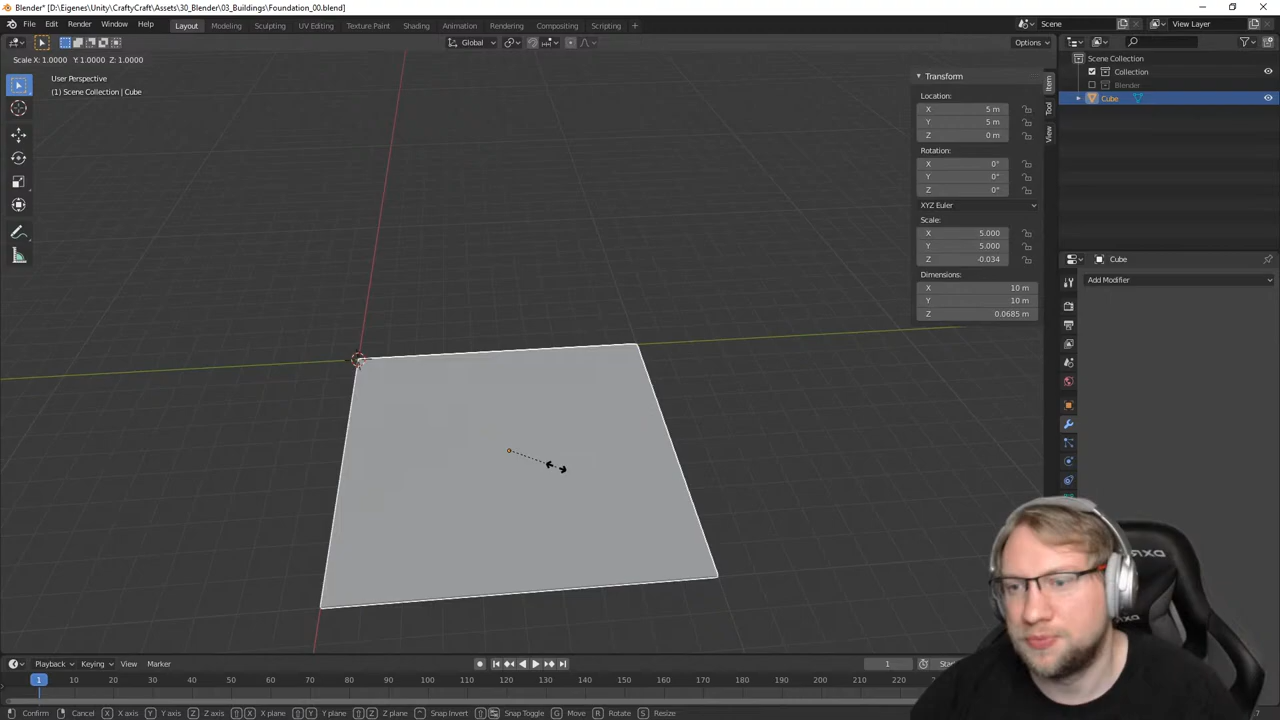 Blender* [D:\Eigenes\Unity\CraftyCraft\Assets\30_Blender\03_Buildings\Foundation_00.blend]
File Edit Render Window Help Layout Modeling Sculpting UV Editing Texture Paint Shading Animation Rendering Compositing Scripting + Scene View Layer
Global Options
Scale X: 1.0000 Y: 1.0000 Z: 1.0000
User Perspective
(1) Scene Collection | Cube
Transform
Location:
X 5 m
Y 5 m
Z 0 m
Rotation:
X 0°
Y 0°
Z 0°
XYZ Euler
Scale:
X 5.000
Y 5.000
Z -0.034
Dimensions:
X 10 m
Y 10 m
Z 0.0685 m
Item
Tool
View
Scene Collection
Collection
Blender
Cube
Cube
Add Modifier
DXRA
Playback Keying View Marker 1
1 20 30 40 50 60 70 80 90 100 110 120 130 140 150 160 170 180 190 200 210 220
Confirm Cancel X X axis Y Y axis Z Z axis X X plane Y Y plane Z Z plane Snap Invert Snap Toggle G Move R Rotate S Resize